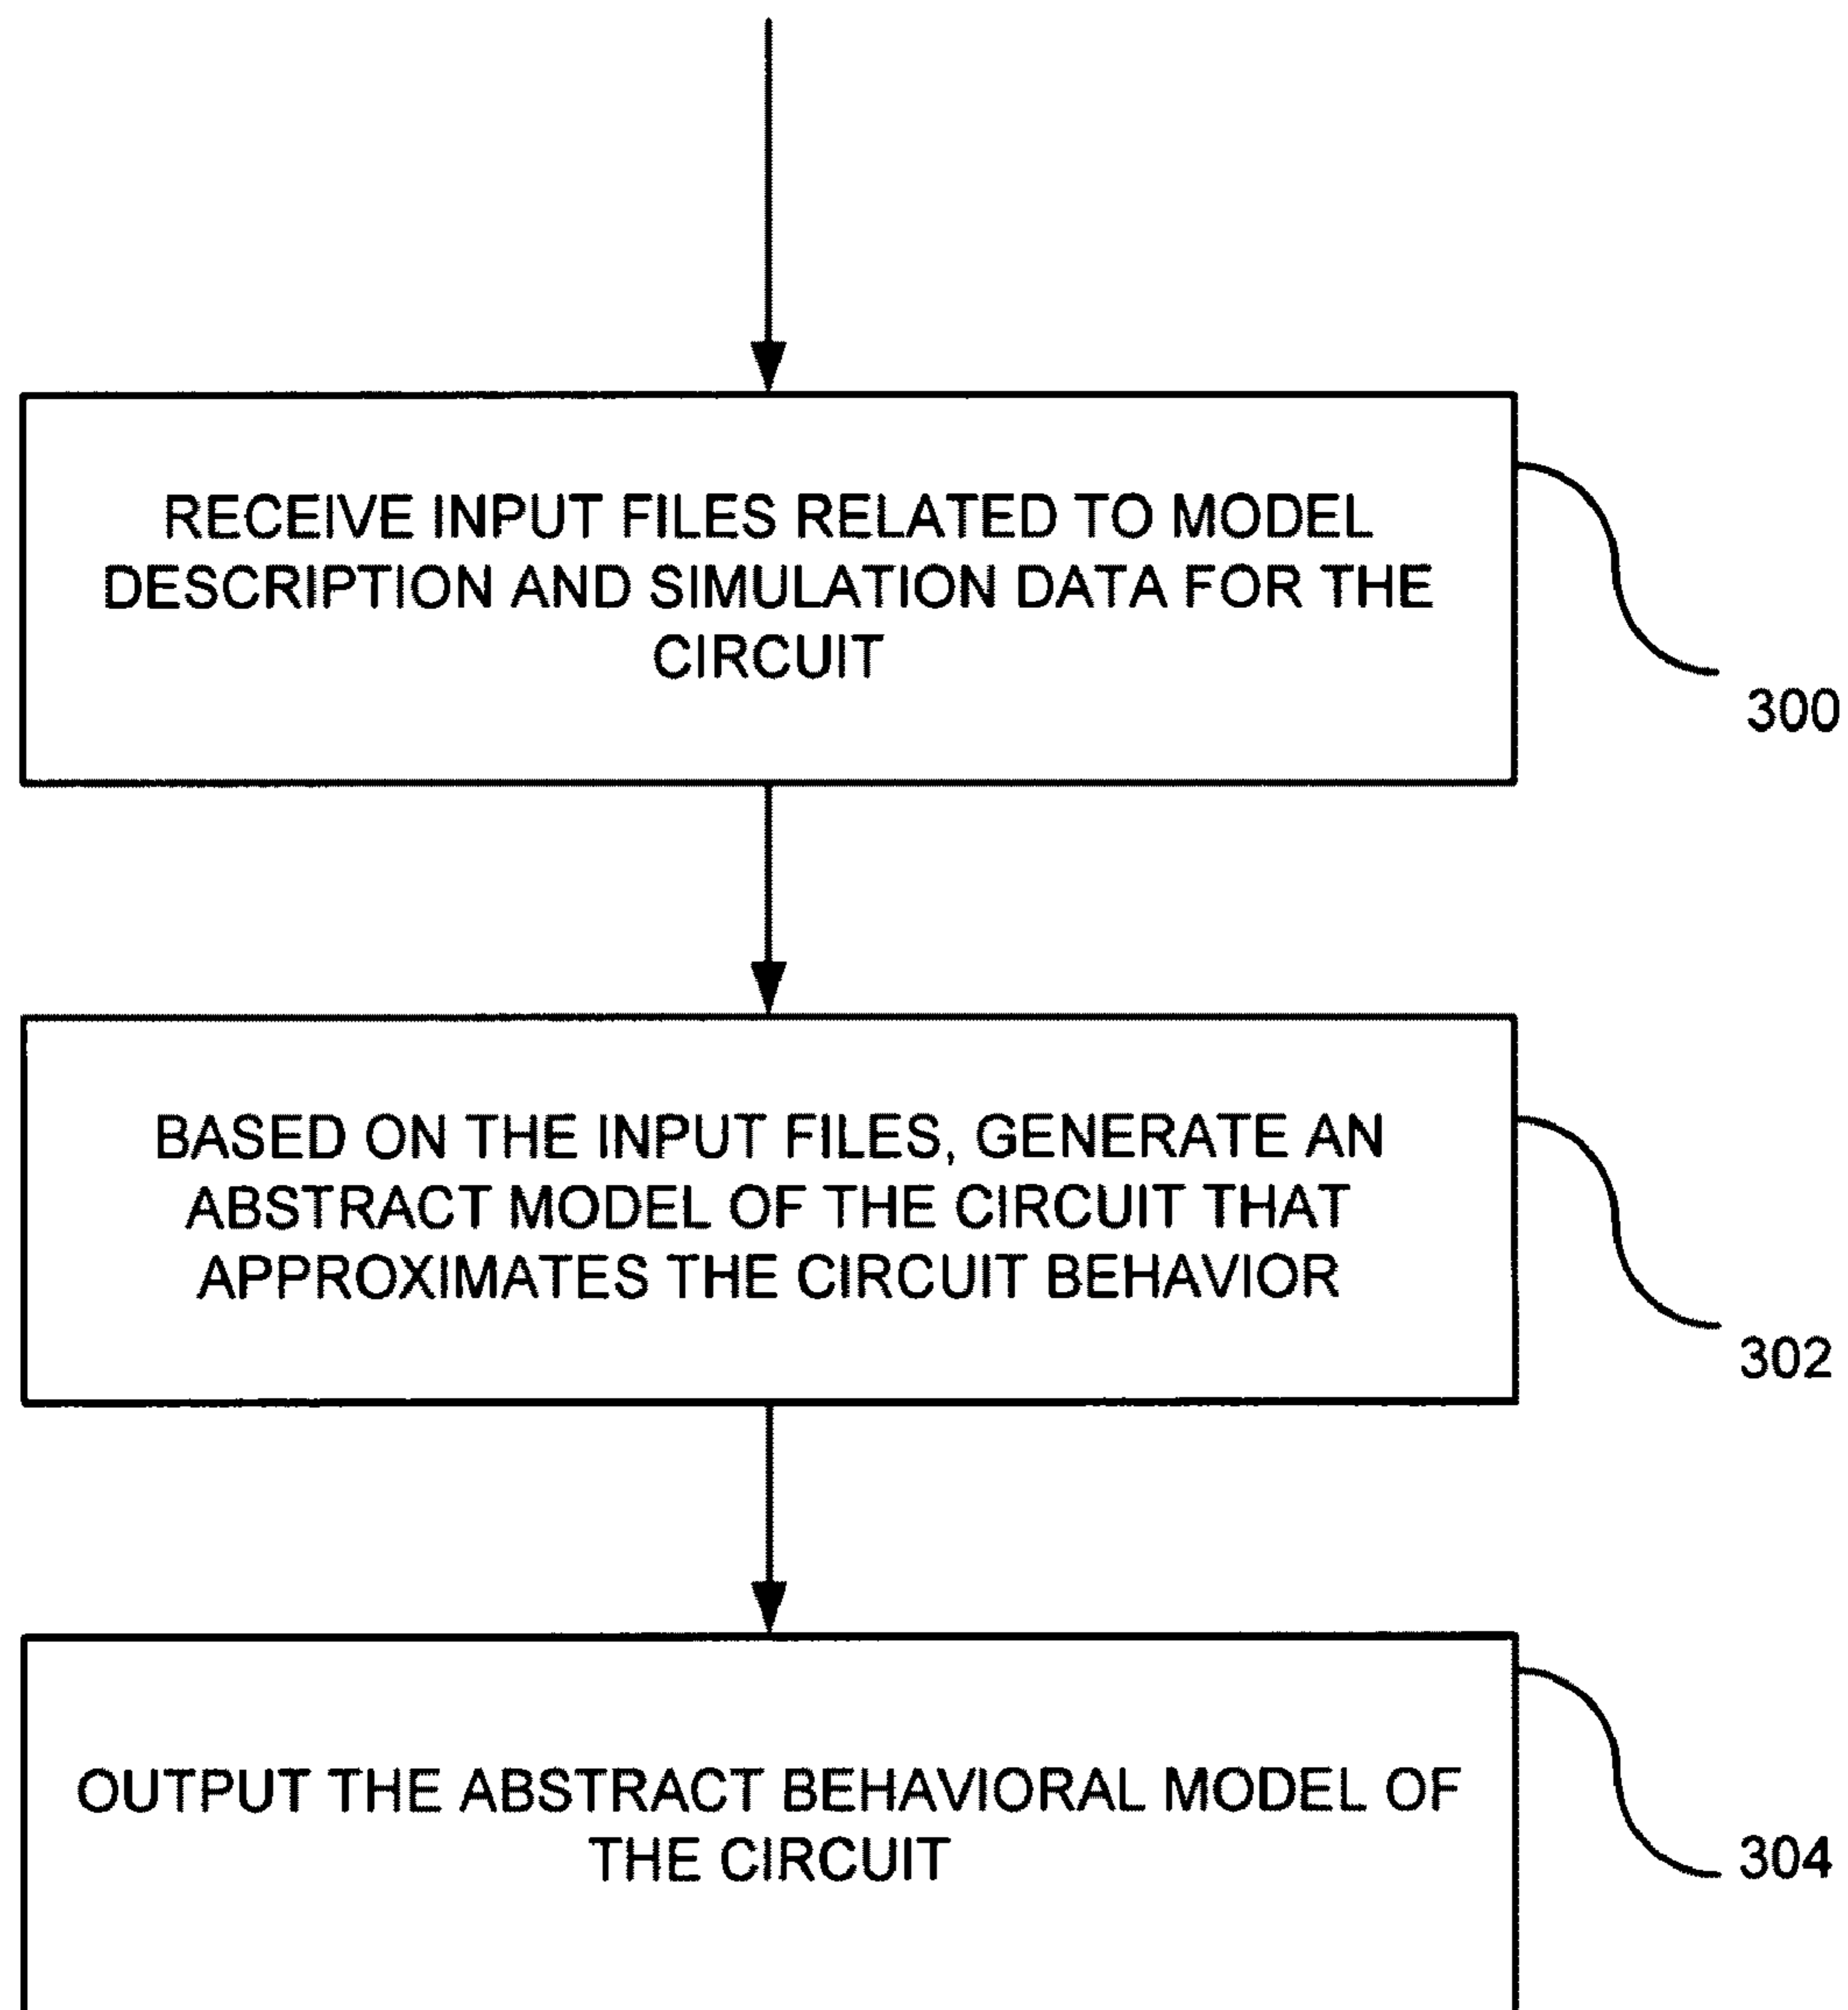 RECEIVE INPUT FILES RELATED TO MODEL
DESCRIPTION AND SIMULATION DATA FOR THE
CIRCUIT
300
BASED ON THE INPUT FILES, GENERATE AN
ABSTRACT MODEL OF THE CIRCUIT THAT
APPROXIMATES THE CIRCUIT BEHAVIOR
302
OUTPUT THE ABSTRACT BEHAVIORAL MODEL OF
THE CIRCUIT
304